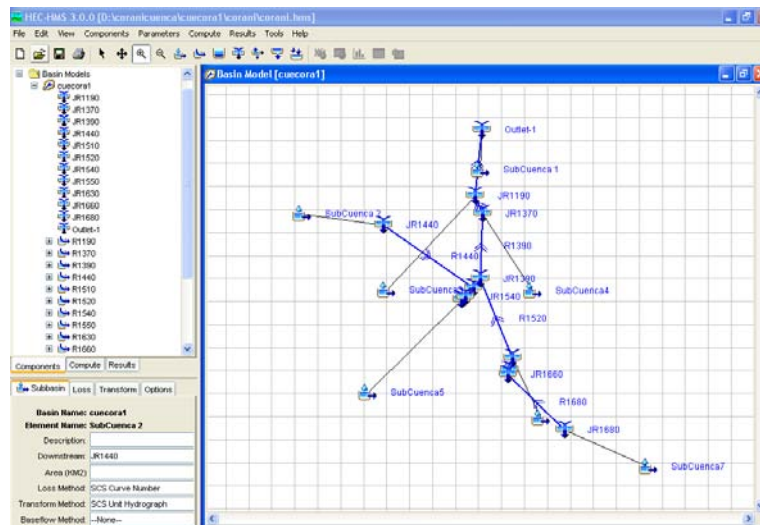 HEC-HMS 3.0.0 [D:\corani\cuenca\cuecora1\corani\corani.hms]
File Edit View Components Parameters Compute Results Tools Help
Basin Models
cuecora1
JR1190
JR1370
JR1390
JR1440
JR1510
JR1520
JR1540
JR1550
JR1630
JR1660
JR1680
Outlet-1
R1190
R1370
R1390
R1440
R1510
R1520
R1540
R1550
R1630
R1660
Components Compute Results
Subbasin Loss Transform Options
Basin Name: cuecora1
Element Name: SubCuenca 2
Description:
Downstream: JR1440
Area (KM2)
Loss Method: SCS Curve Number
Transform Method: SCS Unit Hydrograph
Baseflow Method: --None--
Basin Model [cuecora1]
Outlet-1
SubCuenca 1
JR1190
SubCuenca 2
JR1370
JR1440
R1390
R1440
JR1390
SubCuenca
JR1540
SubCuenca4
R1520
JR1660
SubCuenca5
R1680
JR1680
SubCuenca7